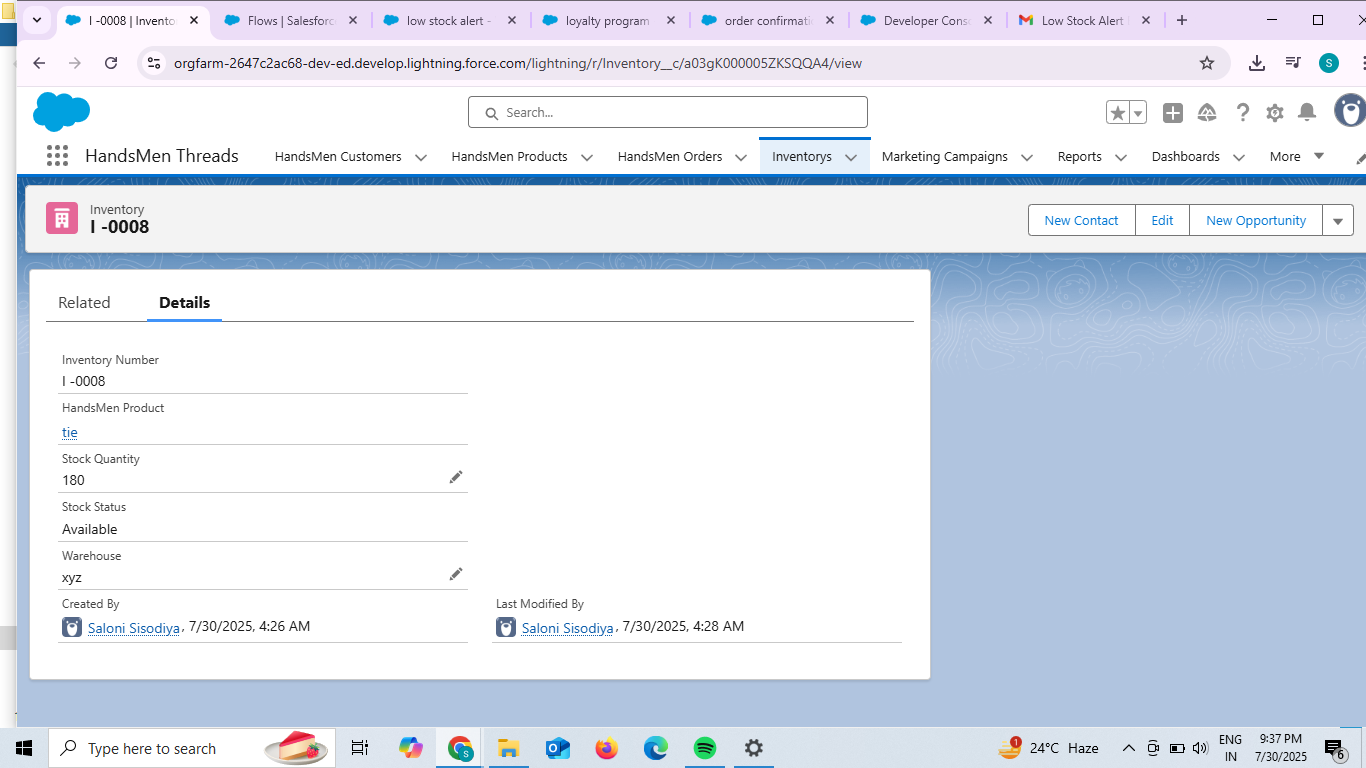 I -0008 | Invento
Flows | Salesforc
low stock alert -
loyalty program
order confirmati
Developer Cons
Low Stock Alert
orgfarm-2647c2ac68-dev-ed.develop.lightning.force.com/lightning/r/Inventory__c/a03gK000005ZKSQQA4/view
S
Search...
HandsMen Threads
HandsMen Customers
HandsMen Products
HandsMen Orders
Inventorys
Marketing Campaigns
Reports
Dashboards
More
Inventory
I -0008
New Contact
Edit
New Opportunity
Related
Details
Inventory Number
I -0008
HandsMen Product
tie
Stock Quantity
180
Stock Status
Available
Warehouse
xyz
Created By
Saloni Sisodiya, 7/30/2025, 4:26 AM
Last Modified By
Saloni Sisodiya, 7/30/2025, 4:28 AM
Type here to search
S
1
24°C Haze
ENG
IN
9:37 PM
7/30/2025
6